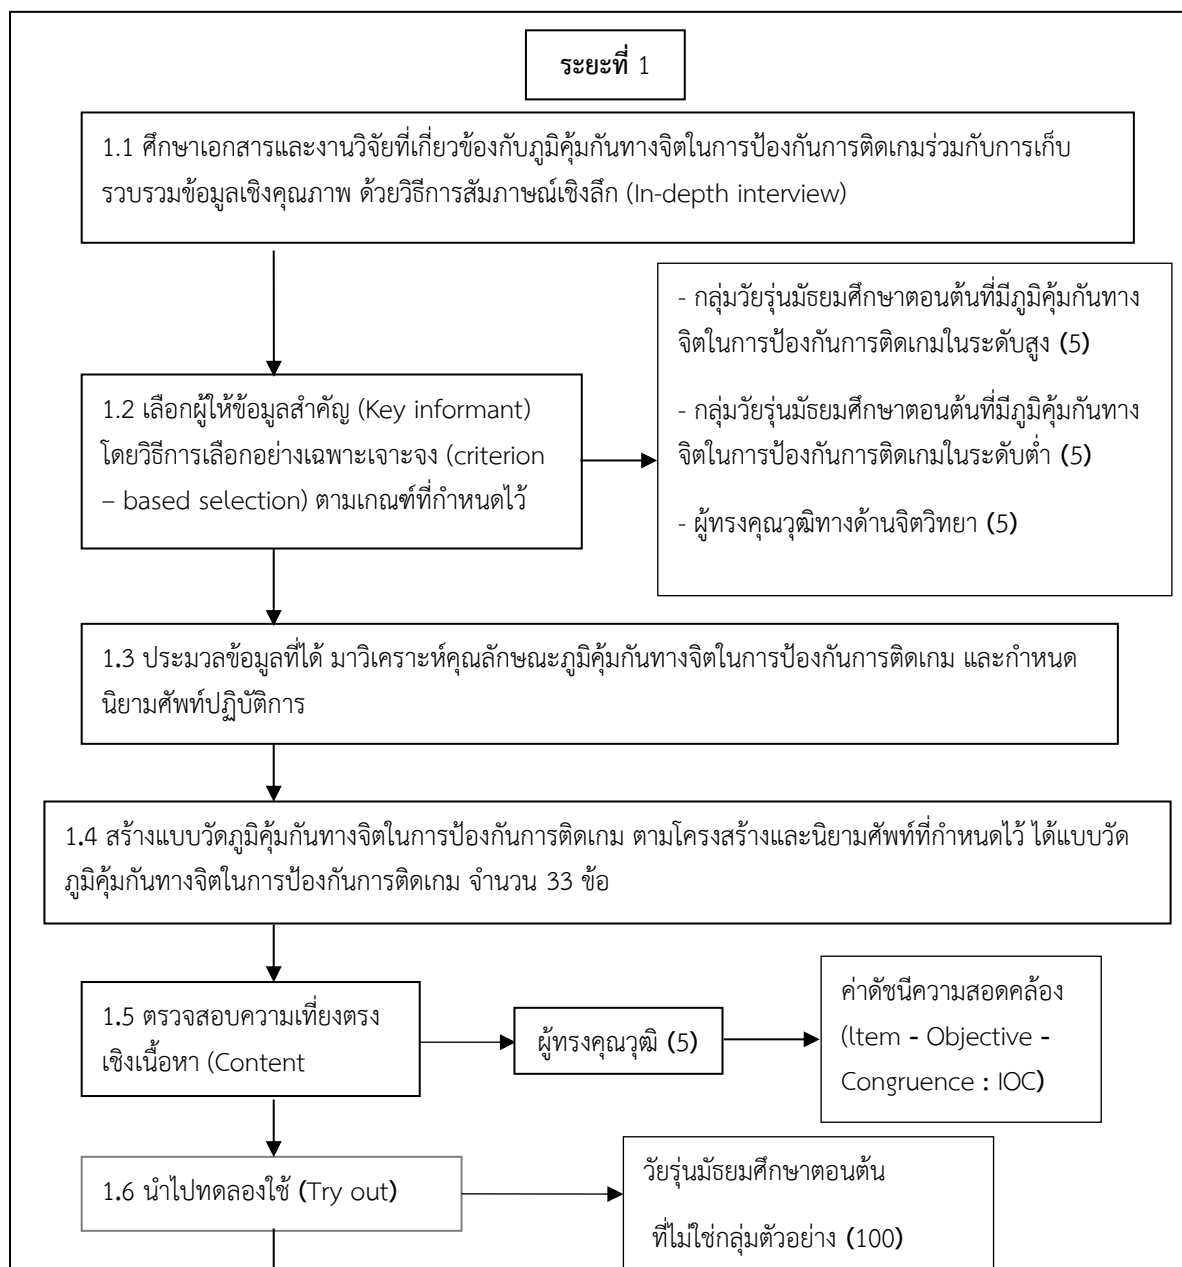 ระยะที่ 1
1.1 ศึกษาเอกสารและงานวิจัยที่เกี่ยวข้องกับภูมิคุ้มกันทางจิตในการป้องกันการติดเกมร่วมกับการเก็บ
รวบรวมข้อมูลเชิงคุณภาพ ด้วยวิธีการสัมภาษณ์เชิงลึก (In-depth interview)
- กลุ่มวัยรุ่นมัธยมศึกษาตอนต้นที่มีภูมิคุ้มกันทาง
จิตในการป้องกันการติดเกมในระดับสูง (5)
- กลุ่มวัยรุ่นมัธยมศึกษาตอนต้นที่มีภูมิคุ้มกันทาง
จิตในการป้องกันการติดเกมในระดับต่ำ (5)
- ผู้ทรงคุณวุฒิทางด้านจิตวิทยา (5)
1.2 เลือกผู้ให้ข้อมูลสำคัญ (Key informant)
โดยวิธีการเลือกอย่างเฉพาะเจาะจง (criterion
– based selection) ตามเกณฑ์ที่กำหนดไว้
1.3 ประมวลข้อมูลที่ได้ มาวิเคราะห์คุณลักษณะภูมิคุ้มกันทางจิตในการป้องกันการติดเกม และกำหนด
นิยามศัพท์ปฏิบัติการ
1.4 สร้างแบบวัดภูมิคุ้มกันทางจิตในการป้องกันการติดเกม ตามโครงสร้างและนิยามศัพท์ที่กำหนดไว้ ได้แบบวัด
ภูมิคุ้มกันทางจิตในการป้องกันการติดเกม จำนวน 33 ข้อ
1.5 ตรวจสอบความเที่ยงตรง
เชิงเนื้อหา (Content
ผู้ทรงคุณวุฒิ (5)
ค่าดัชนีความสอดคล้อง
(ltem - Objective -
Congruence : IOC)
1.6 นำไปทดลองใช้ (Try out)
วัยรุ่นมัธยมศึกษาตอนต้น
ที่ไม่ใช่กลุ่มตัวอย่าง (100)